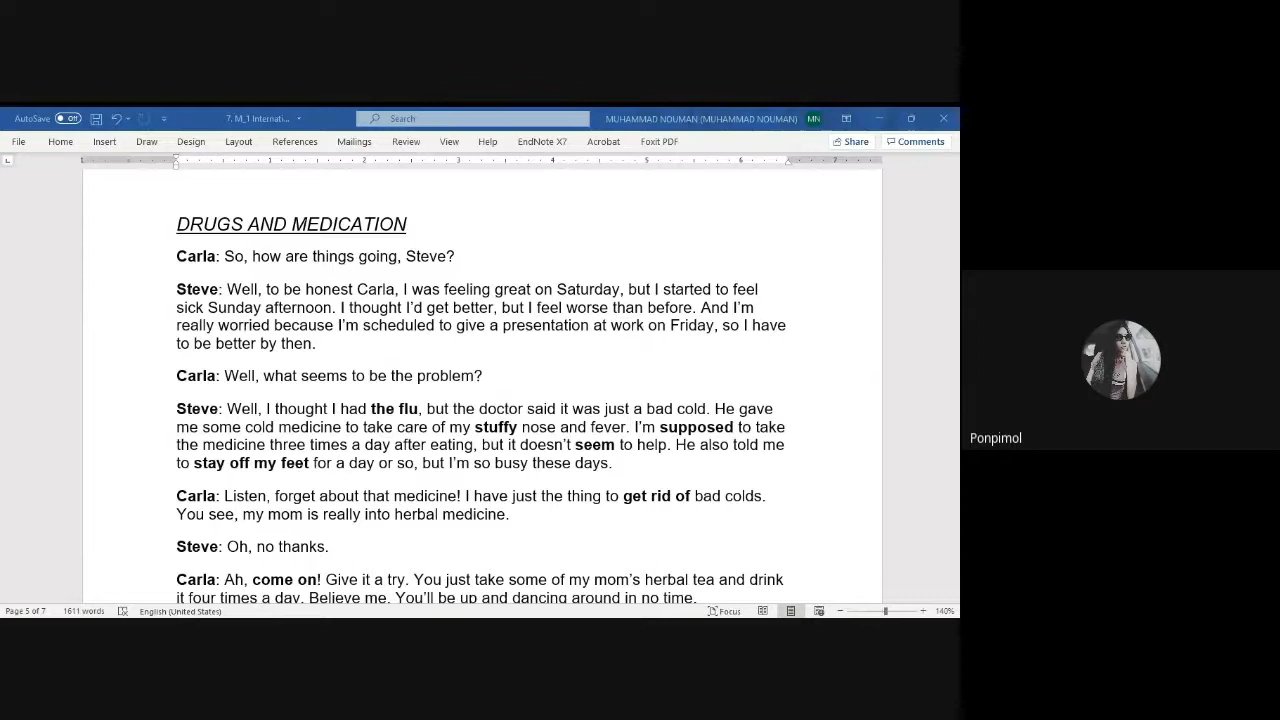 AutoSave Off 7. M_1 Internati... Search MUHAMMAD NOUMAN (MUHAMMAD NOUMAN) MN
File Home Insert Draw Design Layout References Mailings Review View Help EndNote X7 Acrobat Foxit PDF Share Comments
1 1 2 3 4 5 6 7
DRUGS AND MEDICATION
Carla: So, how are things going, Steve?
Steve: Well, to be honest Carla, I was feeling great on Saturday, but I started to feel
sick Sunday afternoon. I thought I'd get better, but I feel worse than before. And I'm
really worried because I'm scheduled to give a presentation at work on Friday, so I have
to be better by then.
Carla: Well, what seems to be the problem?
Steve: Well, I thought I had the flu, but the doctor said it was just a bad cold. He gave
me some cold medicine to take care of my stuffy nose and fever. I'm supposed to take
the medicine three times a day after eating, but it doesn't seem to help. He also told me
to stay off my feet for a day or so, but I'm so busy these days.
Carla: Listen, forget about that medicine! I have just the thing to get rid of bad colds.
You see, my mom is really into herbal medicine.
Steve: Oh, no thanks.
Carla: Ah, come on! Give it a try. You just take some of my mom's herbal tea and drink
it four times a day. Believe me. You'll be up and dancing around in no time.
Page 5 of 7 1611 words English (United States) Focus 140%
Ponpimol